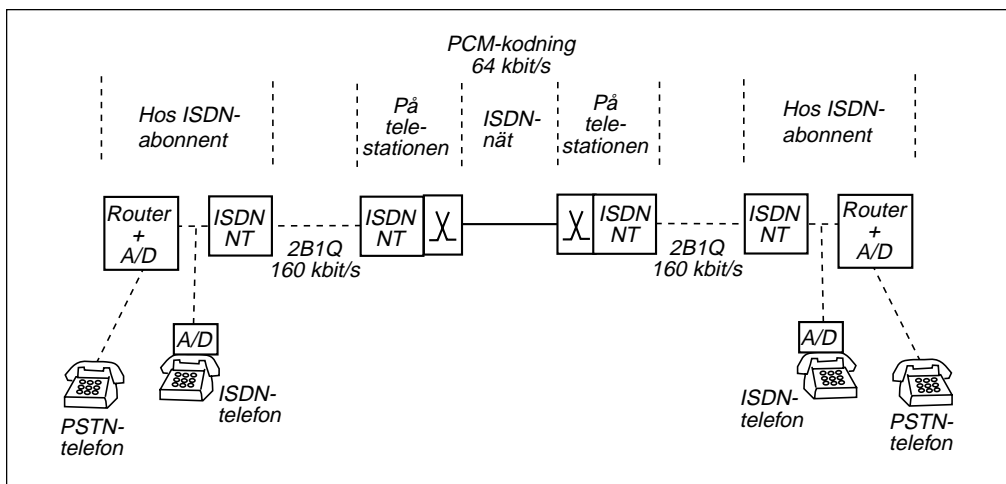 PCM-kodning
64 kbit/s
Hos ISDN-
abonnent
På
tele-
stationen
ISDN-
nät
På
tele-
stationen
Hos ISDN-
abonnent
Router
+
A/D
ISDN
NT
2B1Q
160 kbit/s
ISDN
NT
ISDN
NT
2B1Q
160 kbit/s
ISDN
NT
Router
+
A/D
A/D
ISDN-
telefon
PSTN-
telefon
A/D
ISDN-
telefon
PSTN-
telefon